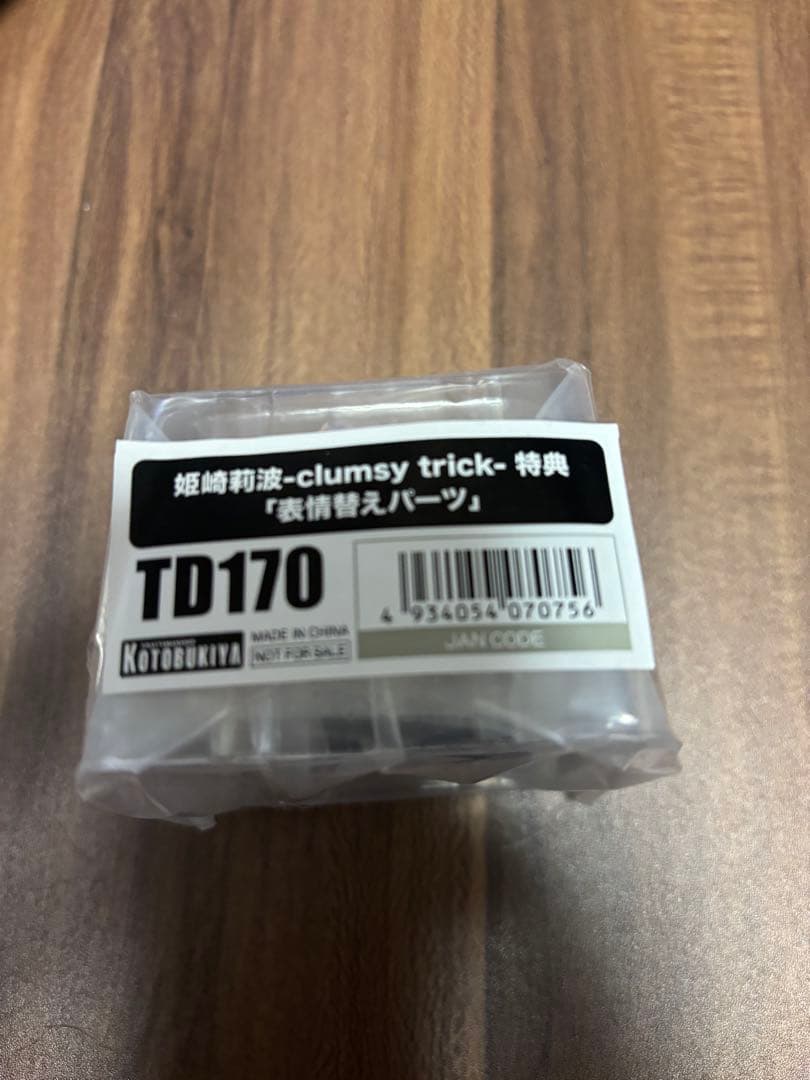 姫崎莉波-clumsy trick- 特典
「表情替えパーツ」
TD170
4 934054 070756
JAN CODE
KOTOBUKIYA
MADE IN CHINA
NOT FOR SALE